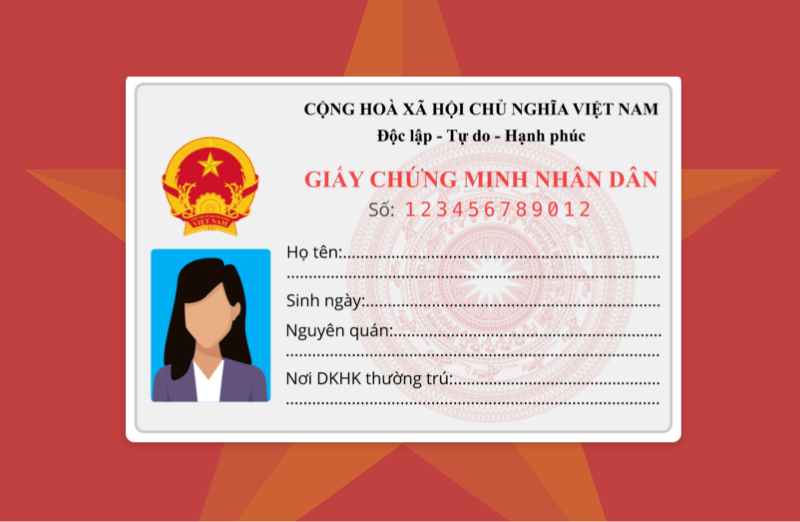 CỘNG HOÀ XÃ HỘI CHỦ NGHĨA VIỆT NAM
Độc lập - Tự do - Hạnh phúc
GIẤY CHỨNG MINH NHÂN DÂN
Số: 123456789012
VIỆT NAM
Họ tên:
Sinh ngày:
Nguyên quán:
Nơi DKHK thường trú: